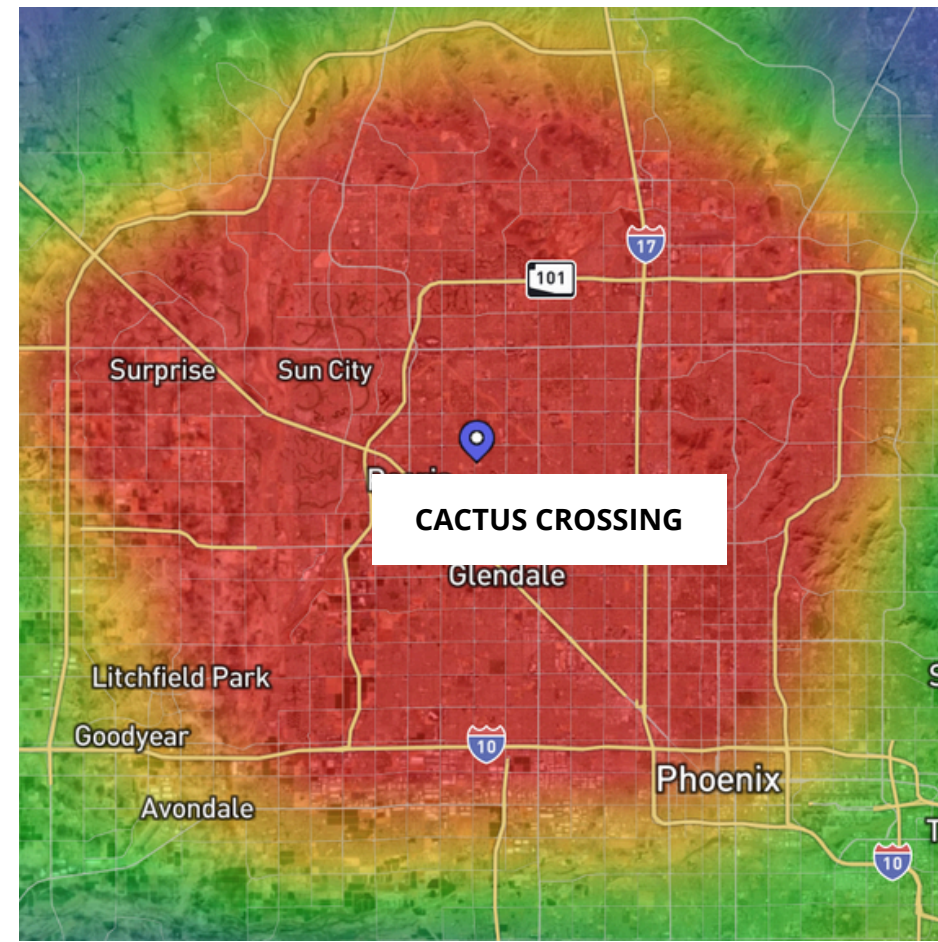 17
101
Surprise
Sun City
CACTUS CROSSING
Glendale
Litchfield Park
Goodyear
10
Phoenix
Avondale
10